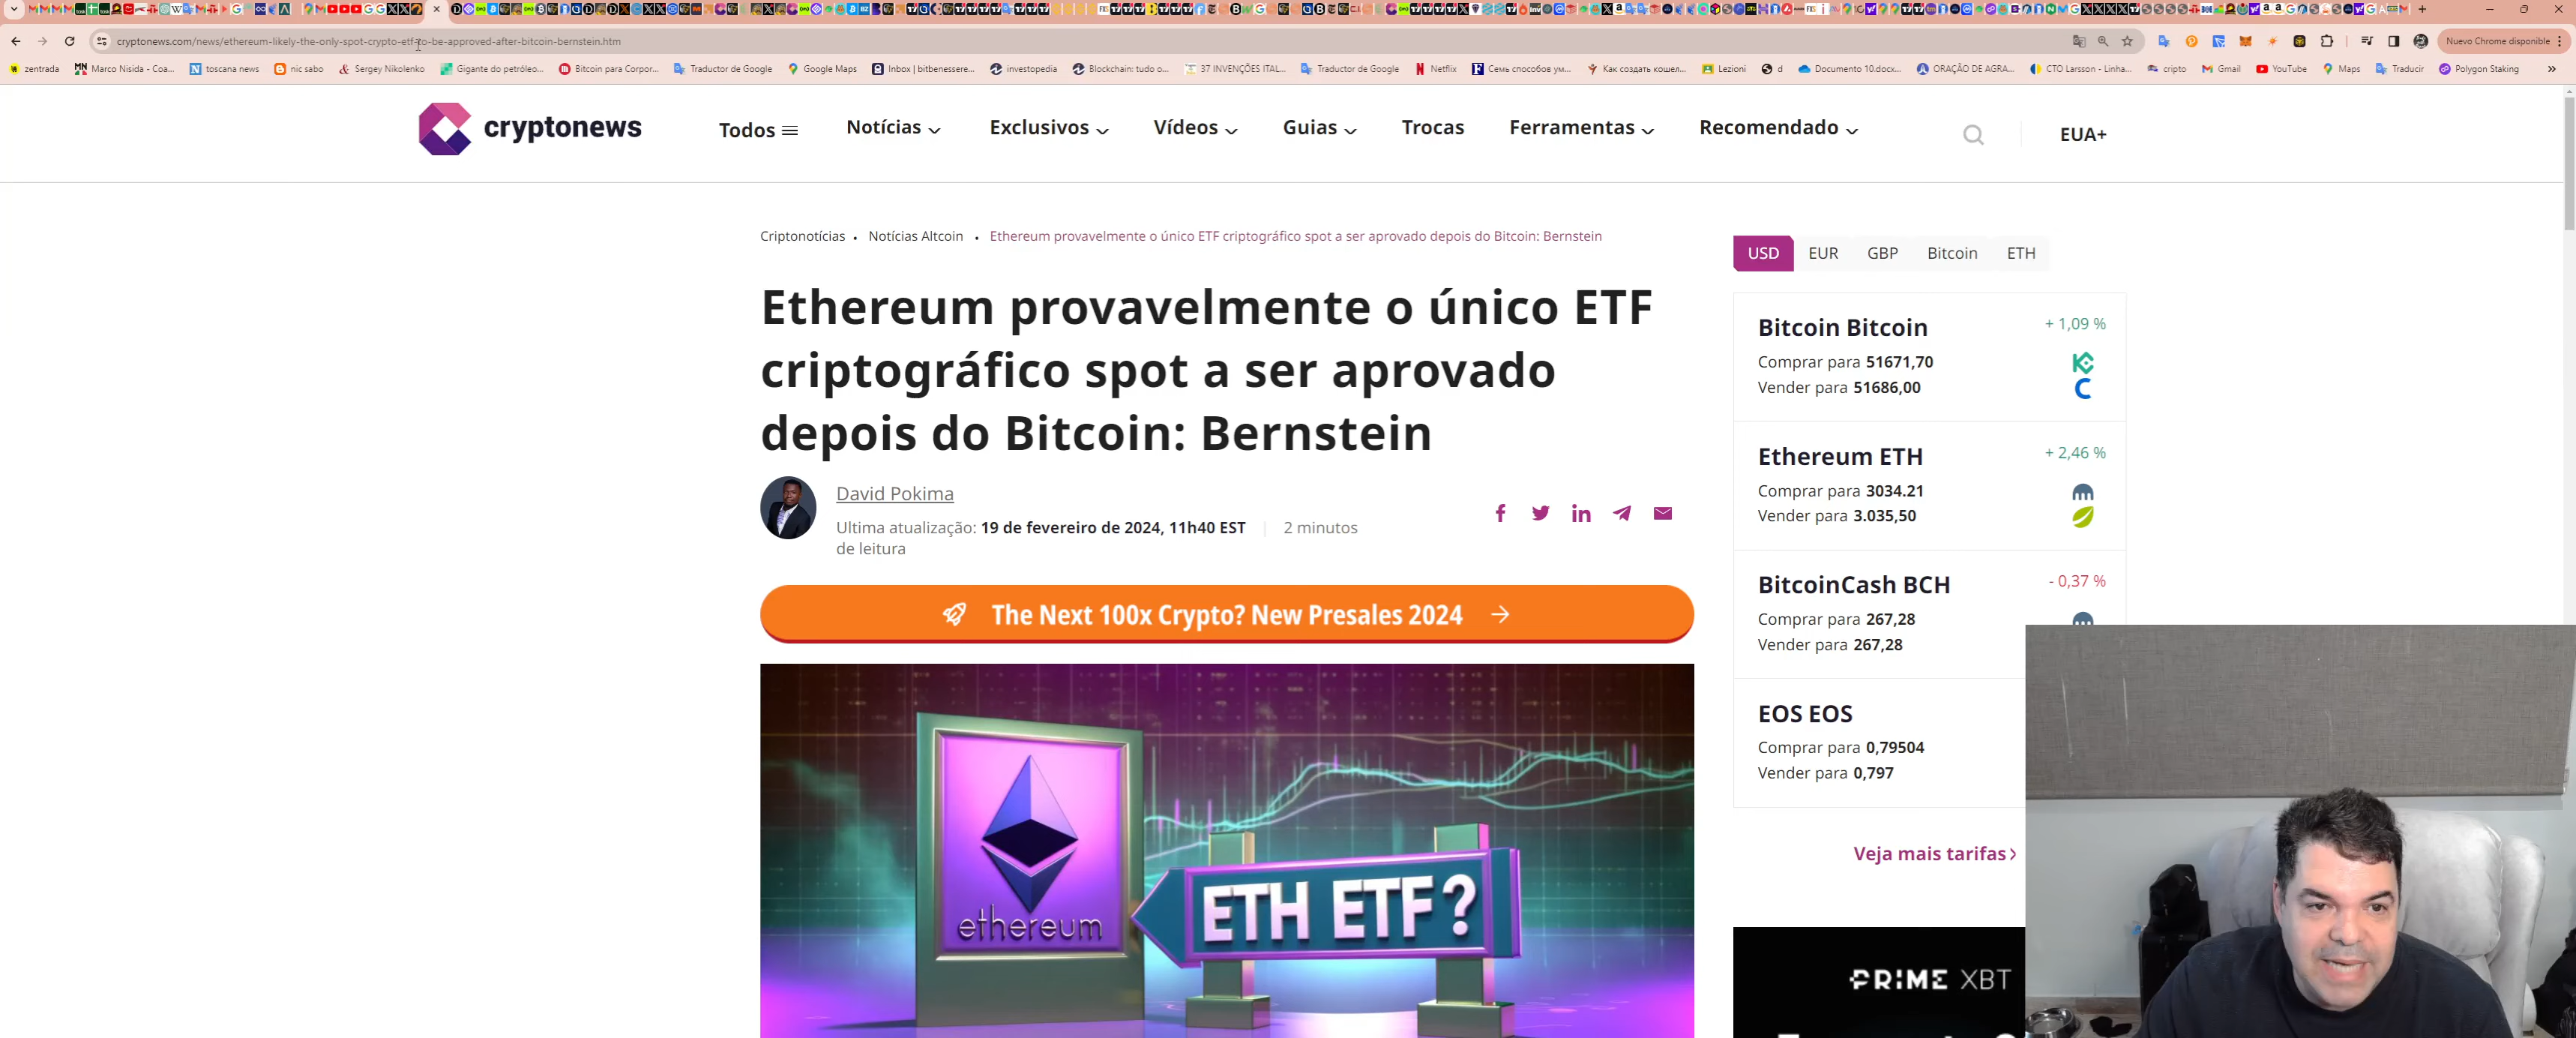 cryptonews.com/news/ethereum-likely-the-only-spot-crypto-etf-to-be-approved-after-bitcoin-bernstein.htm
Nuevo Chrome disponible
zentrada
Marco Nisida - Coa...
toscana news
nic sabo
Sergey Nikolenko
Gigante do petróleo...
Bitcoin para Corpor...
Traductor de Google
Google Maps
Inbox | bitbenessere...
investopedia
Blockchain: tudo o...
37 INVENÇÕES ITAL...
Traductor de Google
Netflix
Семь способов ум...
Как создать кошел...
Lezioni
d
Documento 10.docx...
ORAÇÃO DE AGRA...
CTO Larsson - Linha...
cripto
Gmail
YouTube
Maps
Traducir
Polygon Staking
cryptonews
Todos
Notícias
Exclusivos
Vídeos
Guias
Trocas
Ferramentas
Recomendado
EUA+
Criptonotícias • Notícias Altcoin • Ethereum provavelmente o único ETF criptográfico spot a ser aprovado depois do Bitcoin: Bernstein
Ethereum provavelmente o único ETF
criptográfico spot a ser aprovado
depois do Bitcoin: Bernstein
David Pokima
Ultima atualização: 19 de fevereiro de 2024, 11h40 EST | 2 minutos
de leitura
The Next 100x Crypto? New Presales 2024
ethereum
ETH ETF?
USD EUR GBP Bitcoin ETH
Bitcoin Bitcoin + 1,09 %
Comprar para 51671,70
Vender para 51686,00
Ethereum ETH + 2,46 %
Comprar para 3034.21
Vender para 3.035,50
BitcoinCash BCH - 0,37 %
Comprar para 267,28
Vender para 267,28
EOS EOS
Comprar para 0,79504
Vender para 0,797
Veja mais tarifas
PRIME XBT